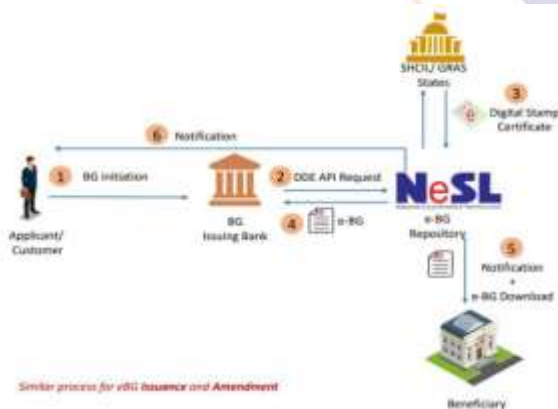 SHCIL/ GRAS
States
3
Digital Stamp
Certificate
6 Notification
1 BG Initiation
2 DDE API Request
NeSL
4 e-BG
e-BG
Repository
BG
Issuing Bank
Applicant/
Customer
5
Notification
+
e-BG Download
Similar process for eBG Issuance and Amendment
Beneficiary